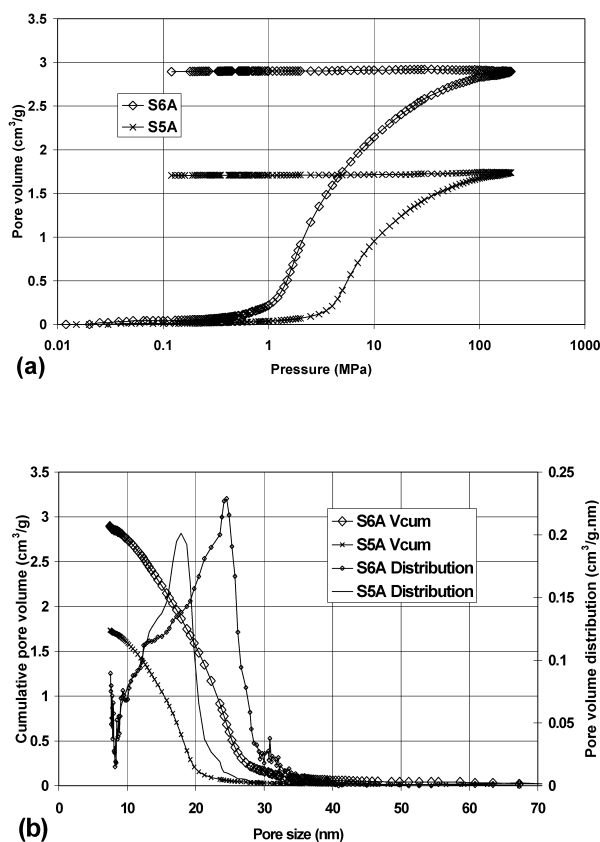 3.5
3
2.5
2
1.5
1
0.5
0
Pore volume (cm³/g)
S6A
S5A
0.01 0.1 1 10 100 1000
Pressure (MPa)
(a)
3.5
3
2.5
2
1.5
1
0.5
0
Cumulative pore volume (cm³/g)
S6A Vcum
S5A Vcum
S6A Distribution
S5A Distribution
0.25
0.2
0.15
0.1
0.05
0
Pore volume distribution (cm³/g.nm)
0 10 20 30 40 50 60 70
Pore size (nm)
(b)